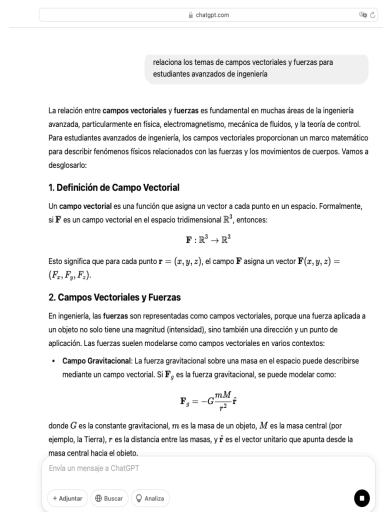 chatgpt.com
relaciona los temas de campos vectoriales y fuerzas para
estudiantes avanzados de ingeniería
La relación entre campos vectoriales y fuerzas es fundamental en muchas áreas de la ingeniería
avanzada, particularmente en física, electromagnetismo, mecánica de fluidos, y la teoría de control.
Para estudiantes avanzados de ingeniería, los campos vectoriales proporcionan un marco matemático
para describir fenómenos físicos relacionados con las fuerzas y los movimientos de cuerpos. Vamos a
desglosarlo:
1. Definición de Campo Vectorial
Un campo vectorial es una función que asigna un vector a cada punto en un espacio. Formalmente,
si F es un campo vectorial en el espacio tridimensional ℝ³, entonces:
F : ℝ³ → ℝ³
Esto significa que para cada punto r = (x, y, z), el campo F asigna un vector F(x, y, z) =
(Fₓ, F_y, F_z).
2. Campos Vectoriales y Fuerzas
En ingeniería, las fuerzas son representadas como campos vectoriales, porque una fuerza aplicada a
un objeto no solo tiene una magnitud (intensidad), sino también una dirección y un punto de
aplicación. Las fuerzas suelen modelarse como campos vectoriales en varios contextos:
• Campo Gravitacional: La fuerza gravitacional sobre una masa en el espacio puede describirse
mediante un campo vectorial. Si F_g es la fuerza gravitacional, se puede modelar como:
F_g = −G mM/r² r̂
donde G es la constante gravitacional, m es la masa de un objeto, M es la masa central (por
ejemplo, la Tierra), r es la distancia entre las masas, y r̂ es el vector unitario que apunta desde la
masa central hacia el objeto.
Envía un mensaje a ChatGPT
+ Adjuntar Buscar Analiza